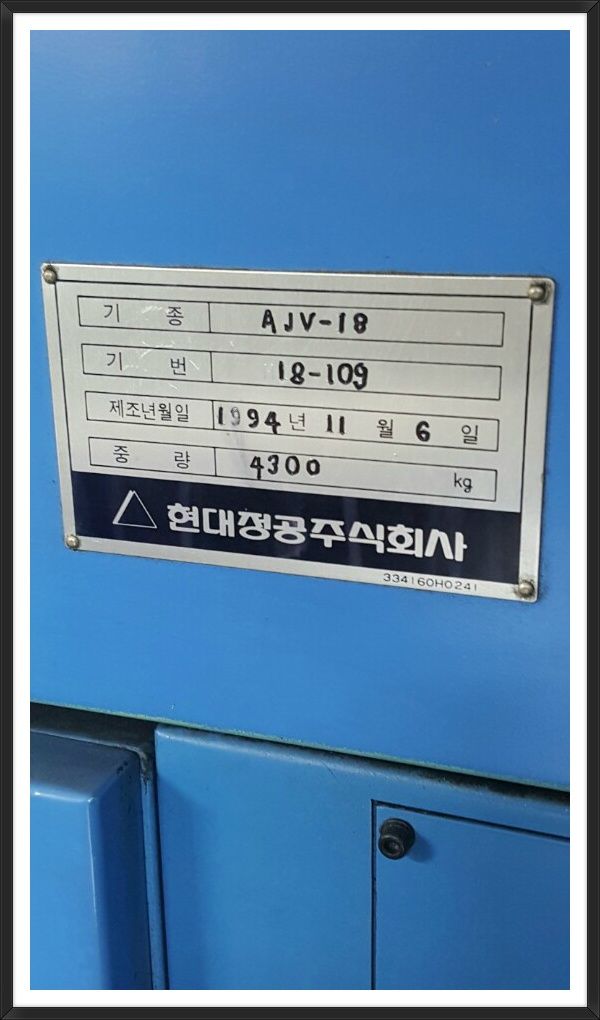 기 종 AJV-18
기 번 18-109
제조년월일 1994 년 11 월 6 일
중 량 4300 kg
현대정공주식회사
334160H0241